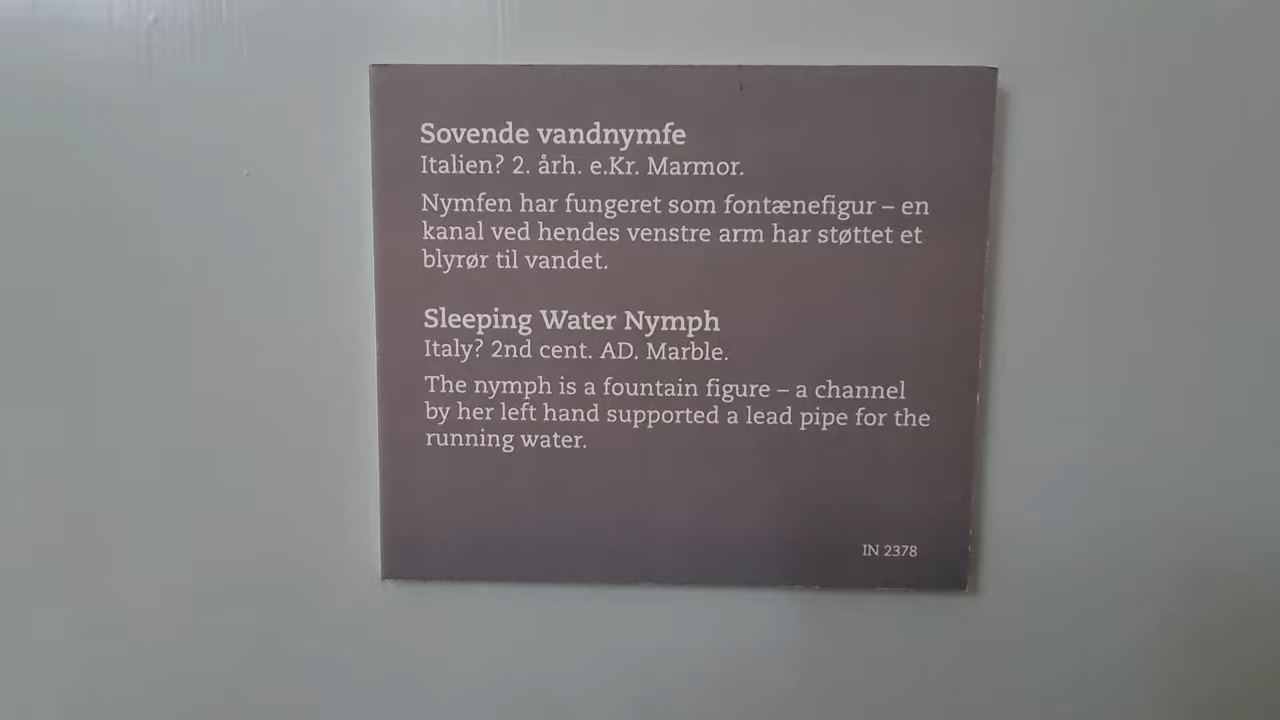 Sovende vandnymfe
Italien? 2. årh. e.Kr. Marmor.
Nymfen har fungeret som fontænefigur – en
kanal ved hendes venstre arm har støttet et
blyrør til vandet.
Sleeping Water Nymph
Italy? 2nd cent. AD. Marble.
The nymph is a fountain figure – a channel
by her left hand supported a lead pipe for the
running water.
IN 2378